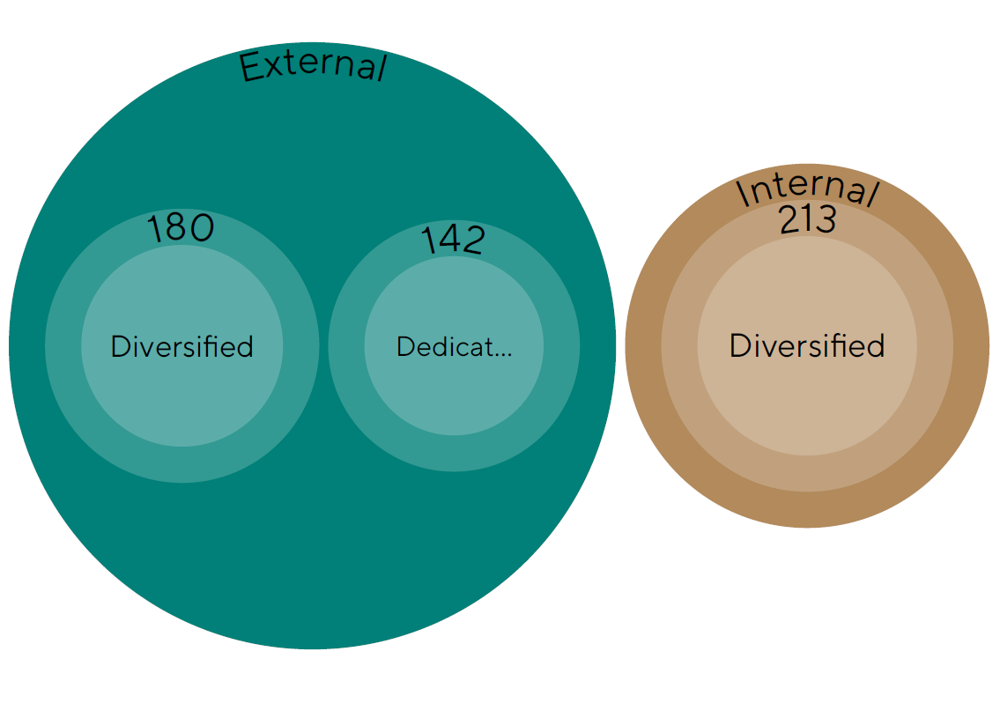 External
180
Diversified
142
Dedicat...
Internal
213
Diversified